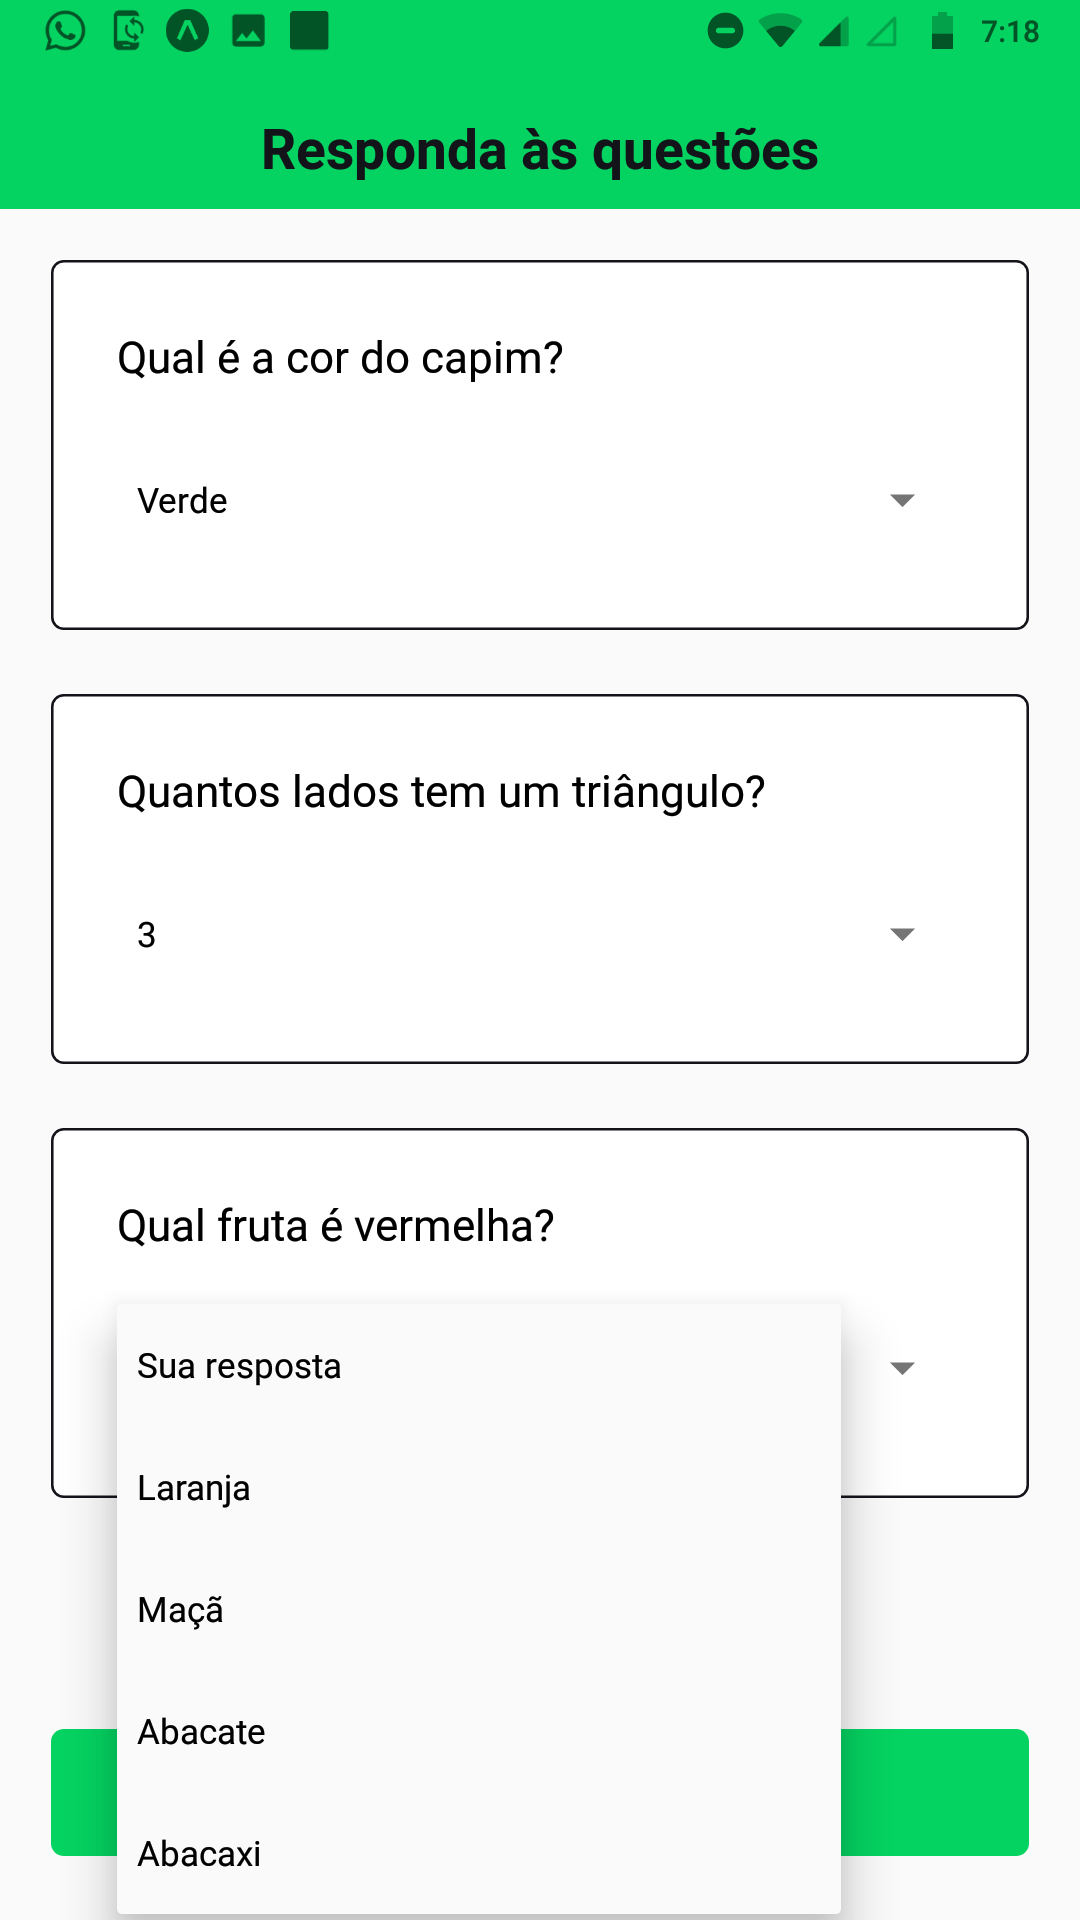 7:18
Responda às questões
Qual é a cor do capim?
Verde
Quantos lados tem um triângulo?
3
Qual fruta é vermelha?
Sua resposta
Laranja
Maçã
Abacate
Abacaxi